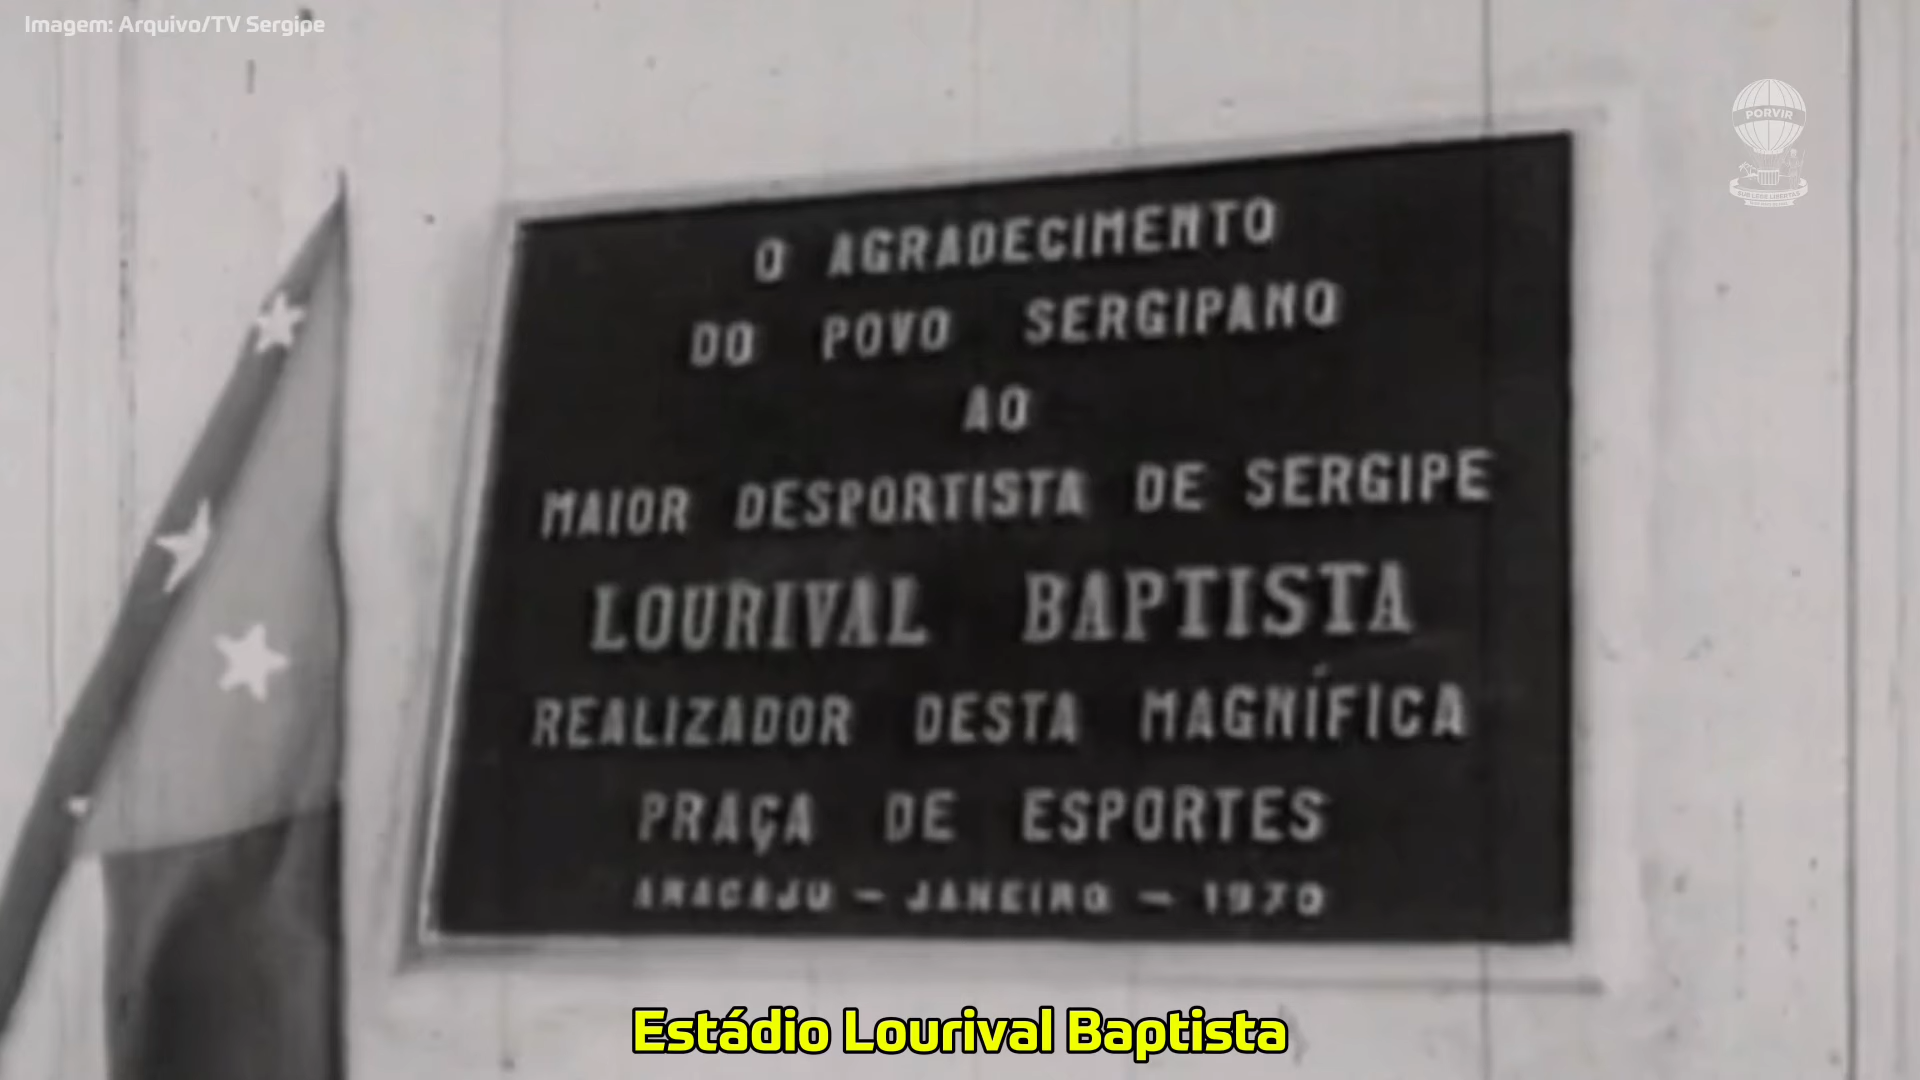 Imagem: Arquivo/TV Sergipe
PORVIR
O AGRADECIMENTO
DO POVO SERGIPANO
AO
MAIOR DESPORTISTA DE SERGIPE
LOURIVAL BAPTISTA
REALIZADOR DESTA MAGNÍFICA
PRAÇA DE ESPORTES
ARACAJU - JANEIRO - 1970
Estádio Lourival Baptista